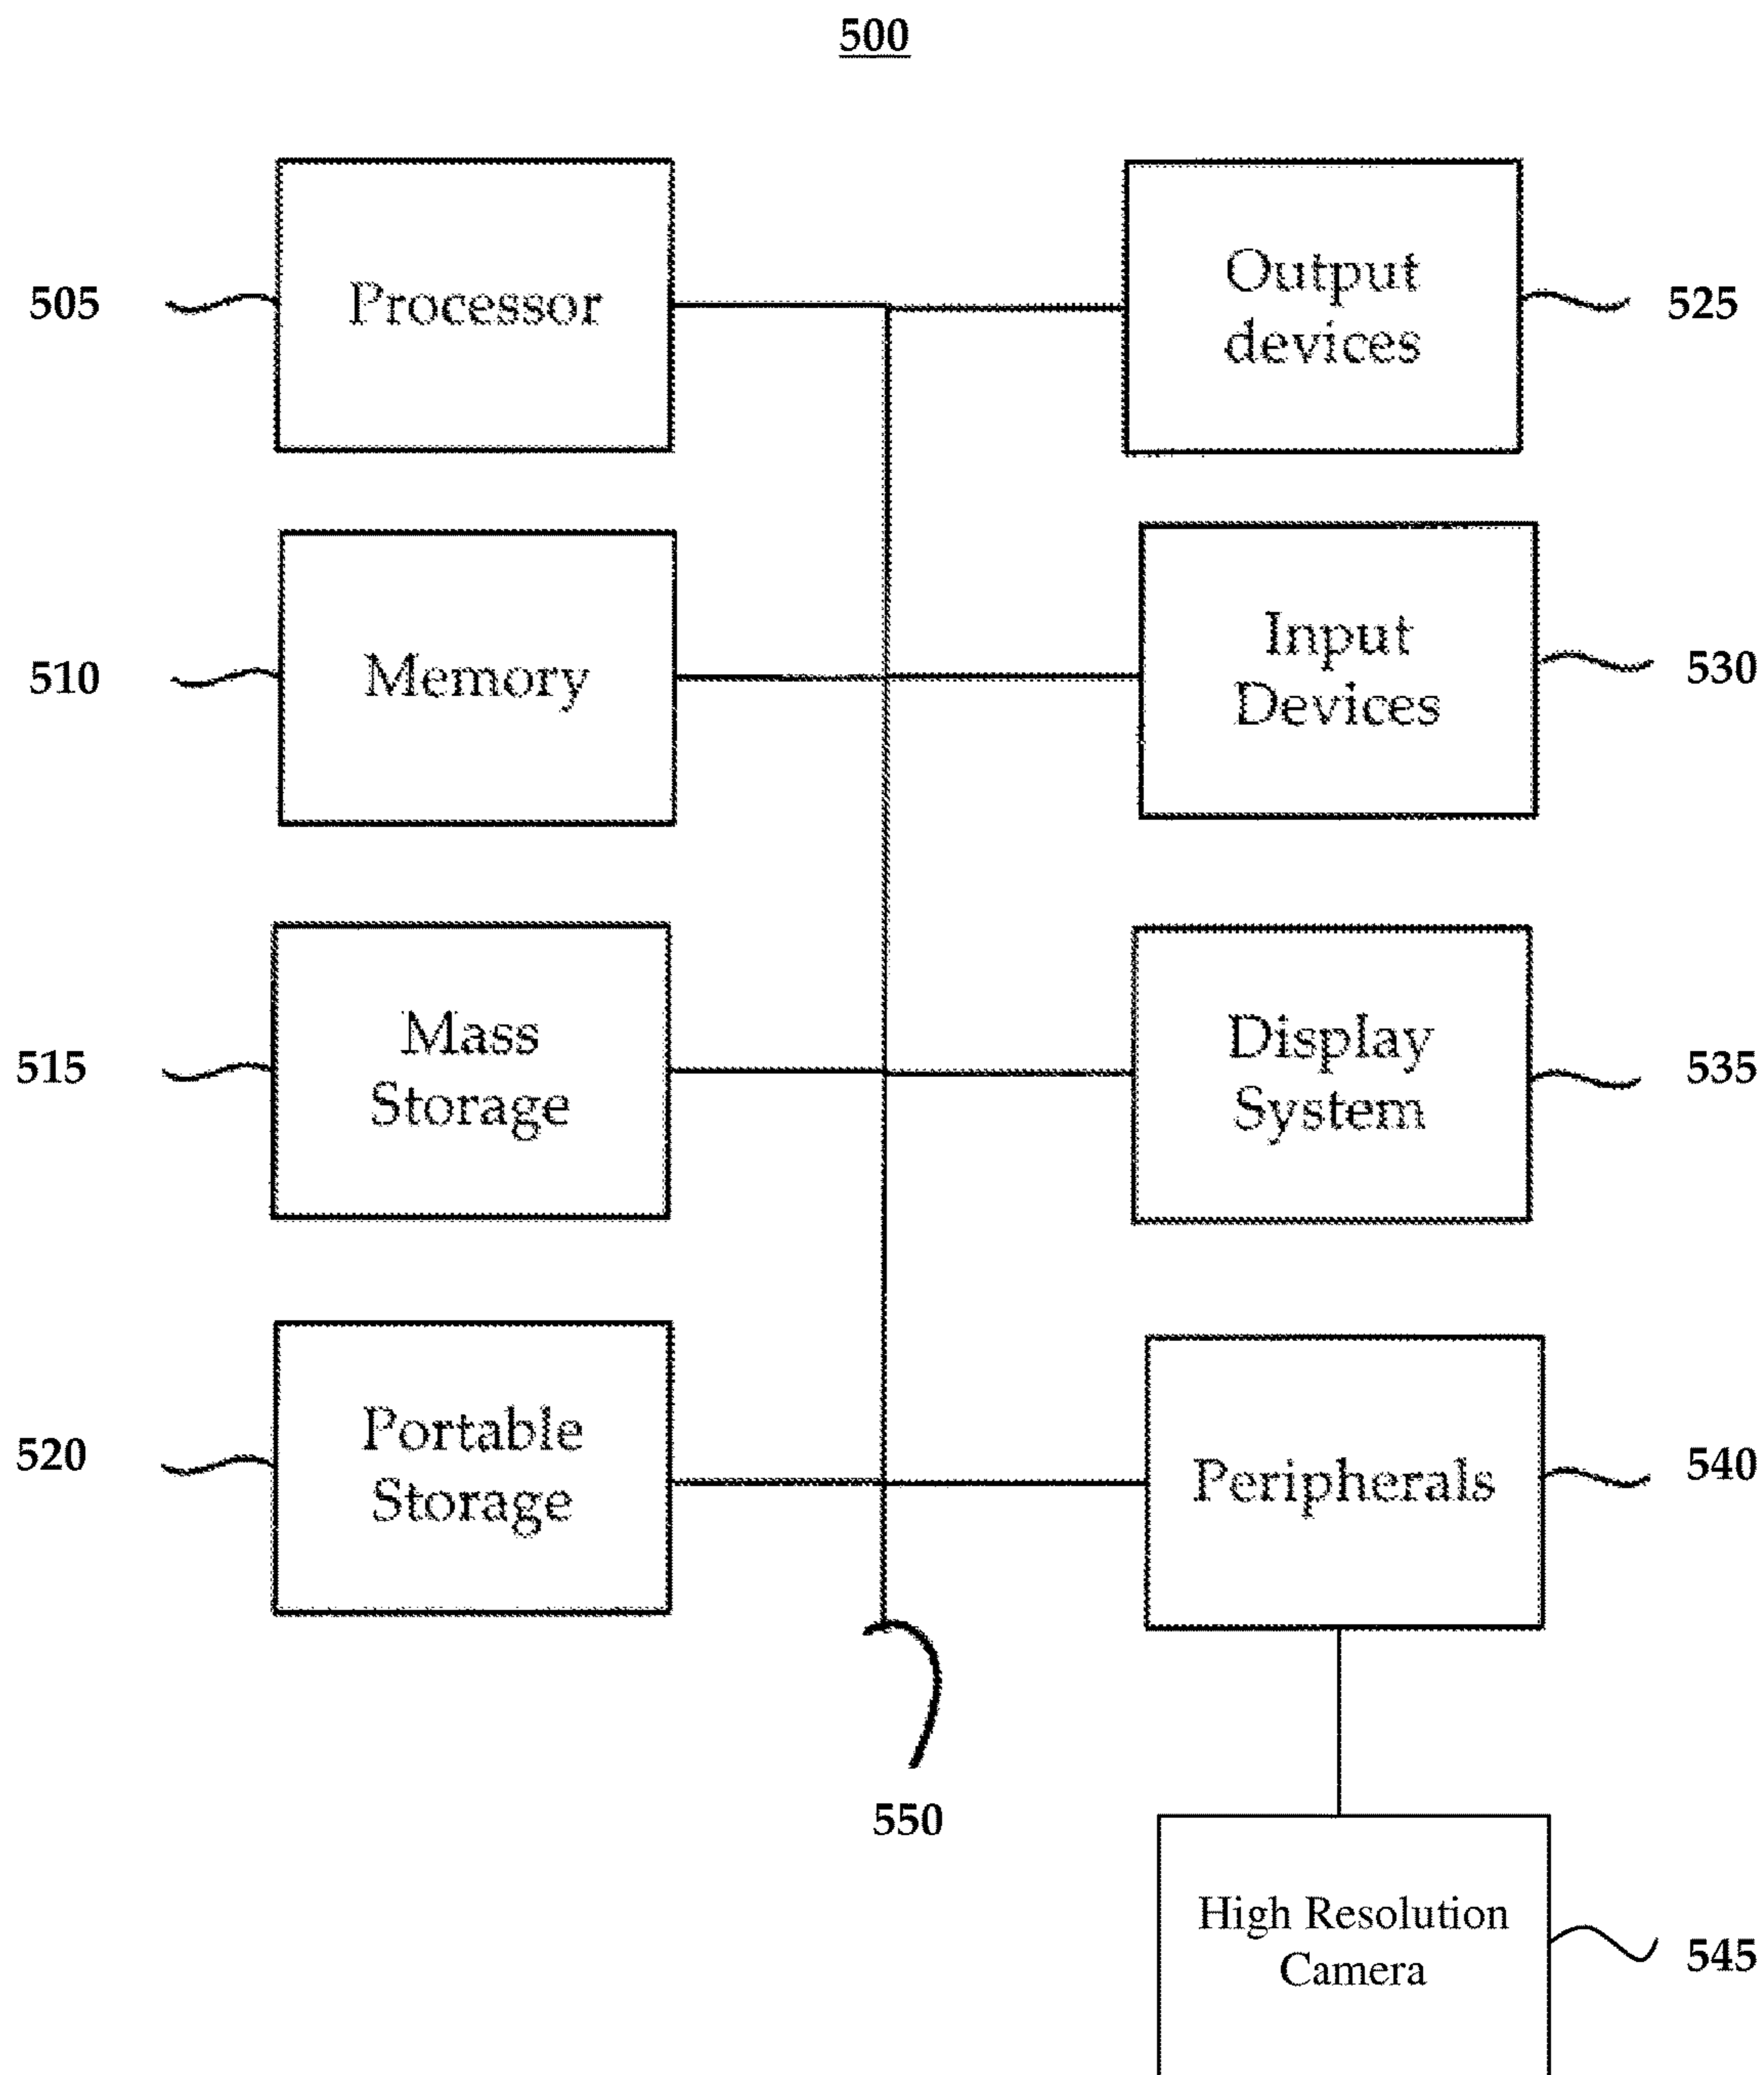 500
505
Processor
Output
devices
525
510
Memory
Input
Devices
530
515
Mass
Storage
Display
System
535
520
Portable
Storage
Peripherals
540
550
High Resolution
Camera
545